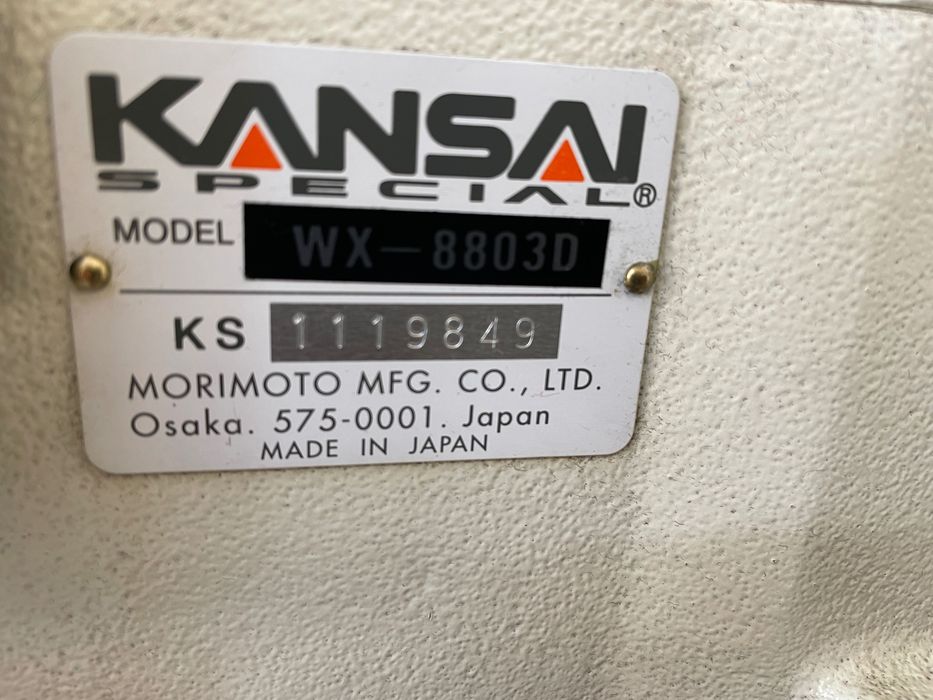 KANSAI
SPECIAL®
MODEL WX-8803D
KS 1119849
MORIMOTO MFG. CO., LTD.
Osaka. 575-0001. Japan
MADE IN JAPAN